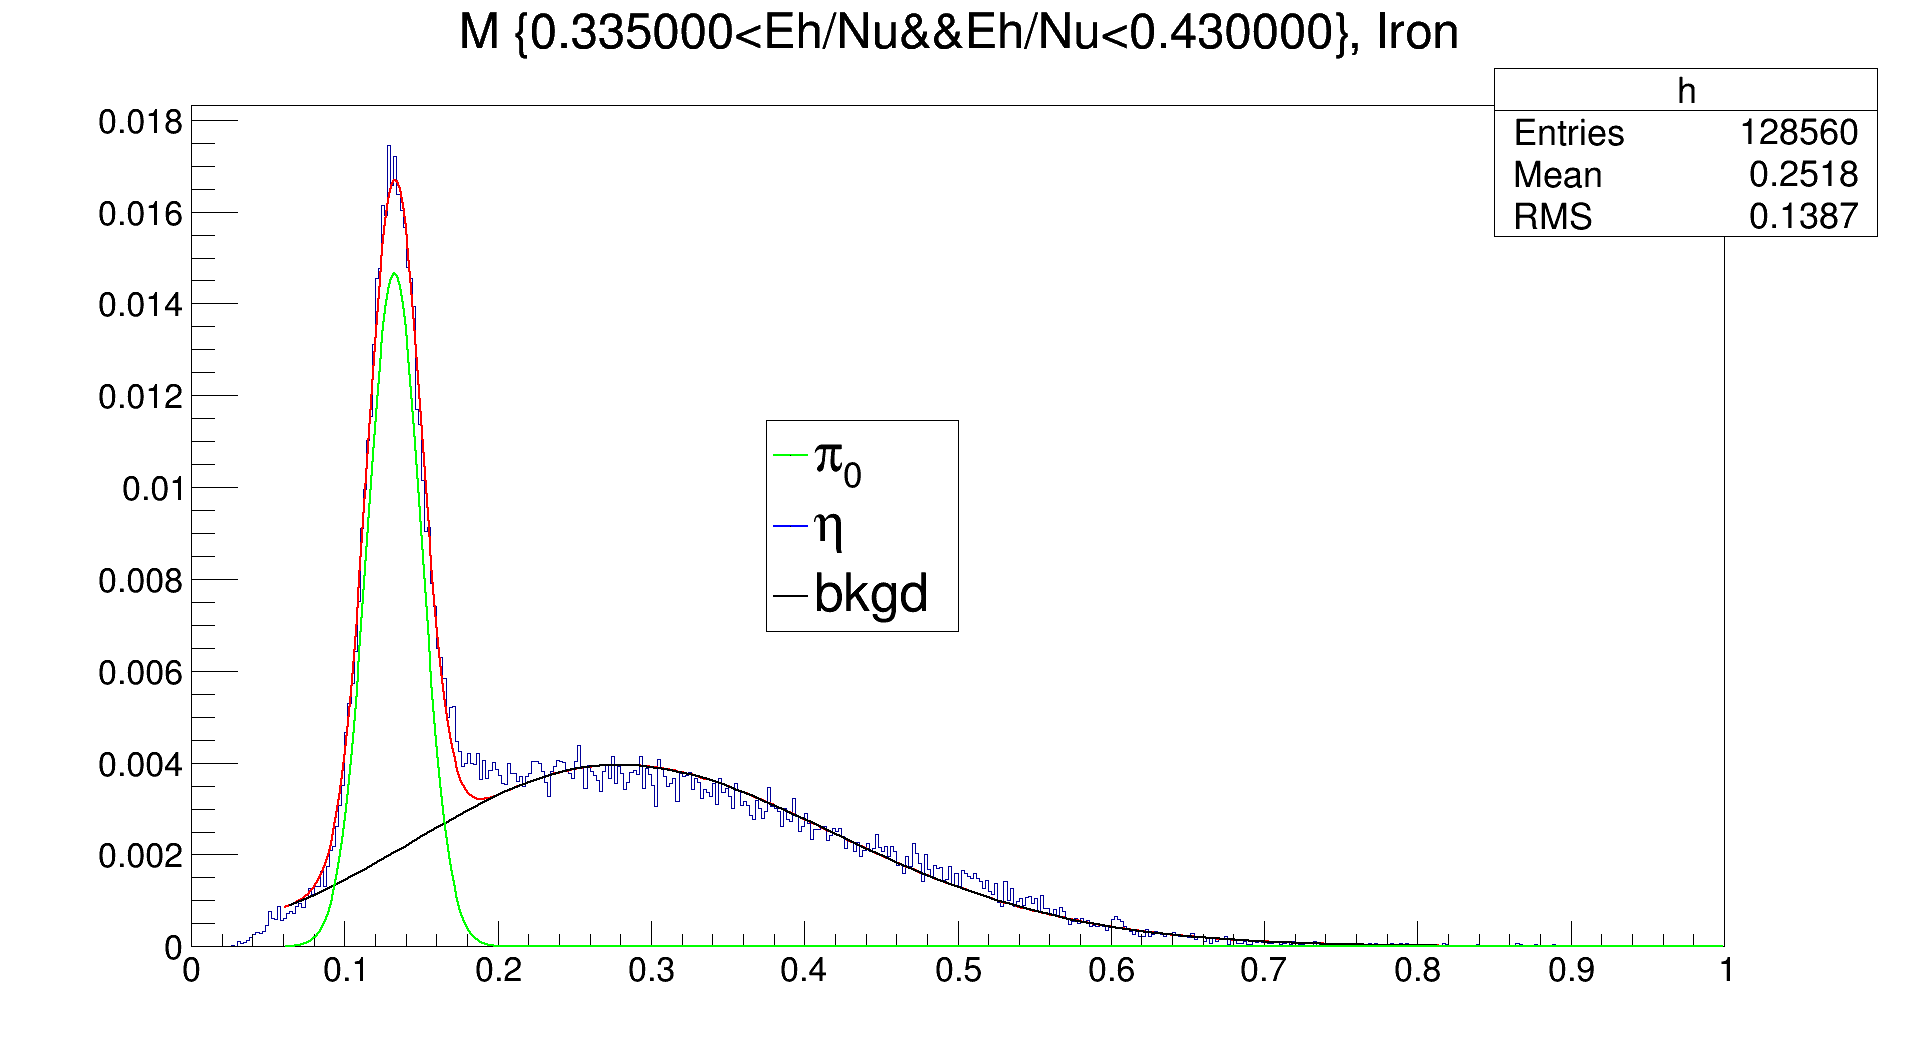 M {0.335000<Eh/Nu&&Eh/Nu<0.430000}, Iron
h
Entries 128560
Mean 0.2518
RMS 0.1387
0.018
0.016
0.014
0.012
0.01
0.008
0.006
0.004
0.002
0
π0
η
bkgd
0 0.1 0.2 0.3 0.4 0.5 0.6 0.7 0.8 0.9 1